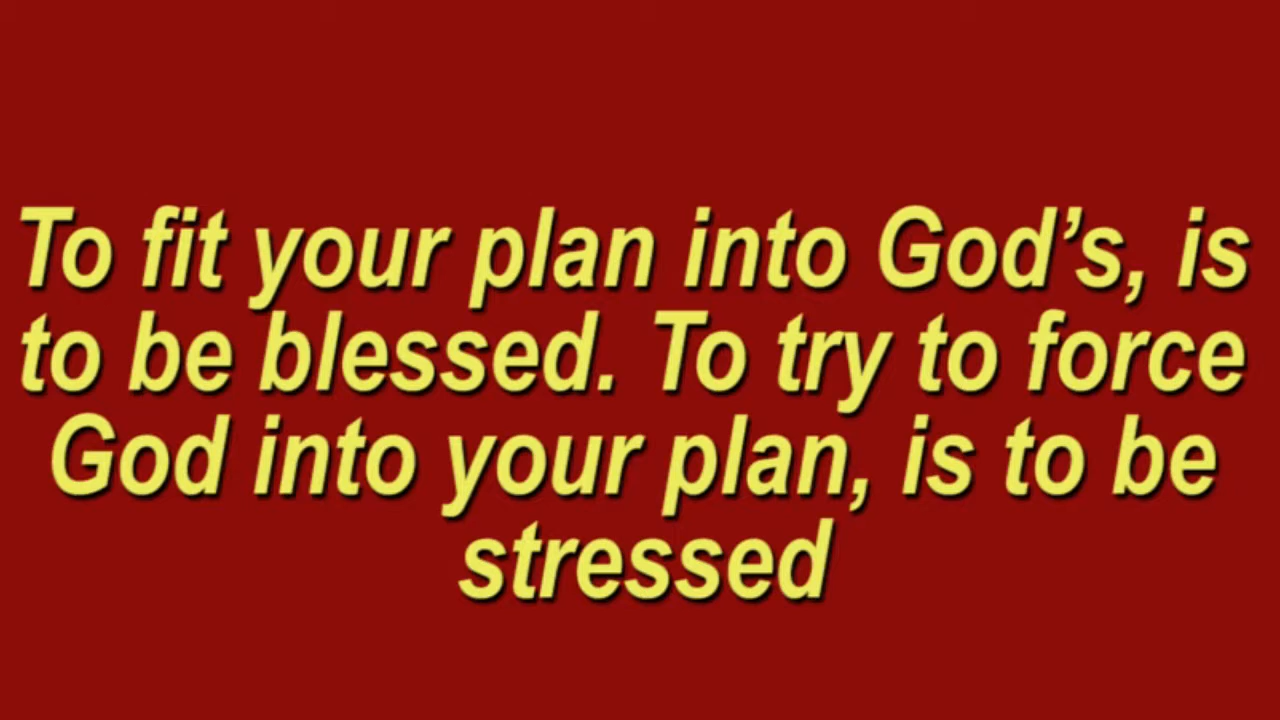 To fit your plan into God’s, is
to be blessed. To try to force
God into your plan, is to be
stressed